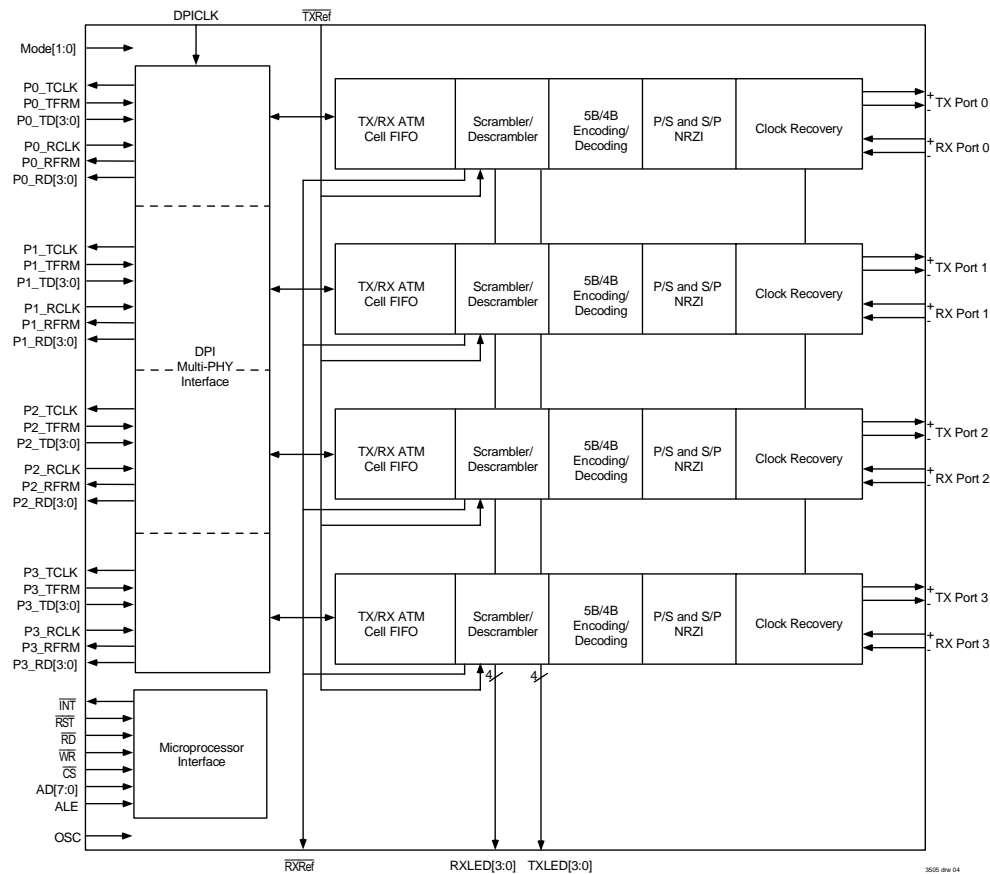 DPICLK
TXRef
Mode[1:0]
P0_TCLK
P0_TFRM
P0_TD[3:0]
P0_RCLK
P0_RFRM
P0_RD[3:0]
P1_TCLK
P1_TFRM
P1_TD[3:0]
P1_RCLK
P1_RFRM
P1_RD[3:0]
P2_TCLK
P2_TFRM
P2_TD[3:0]
P2_RCLK
P2_RFRM
P2_RD[3:0]
P3_TCLK
P3_TFRM
P3_TD[3:0]
P3_RCLK
P3_RFRM
P3_RD[3:0]
INT
RST
RD
WR
CS
AD[7:0]
ALE
OSC
DPI
Multi-PHY
Interface
Microprocessor
Interface
TX/RX ATM
Cell FIFO
Scrambler/
Descrambler
5B/4B
Encoding/
Decoding
P/S and S/P
NRZI
Clock Recovery
+
-
TX Port 0
+
-
RX Port 0
TX/RX ATM
Cell FIFO
Scrambler/
Descrambler
5B/4B
Encoding/
Decoding
P/S and S/P
NRZI
Clock Recovery
+
-
TX Port 1
+
-
RX Port 1
TX/RX ATM
Cell FIFO
Scrambler/
Descrambler
5B/4B
Encoding/
Decoding
P/S and S/P
NRZI
Clock Recovery
+
-
TX Port 2
+
-
RX Port 2
TX/RX ATM
Cell FIFO
Scrambler/
Descrambler
5B/4B
Encoding/
Decoding
P/S and S/P
NRZI
Clock Recovery
+
-
TX Port 3
+
-
RX Port 3
4
4
RXRef
RXLED[3:0]
TXLED[3:0]
3505 drw 04